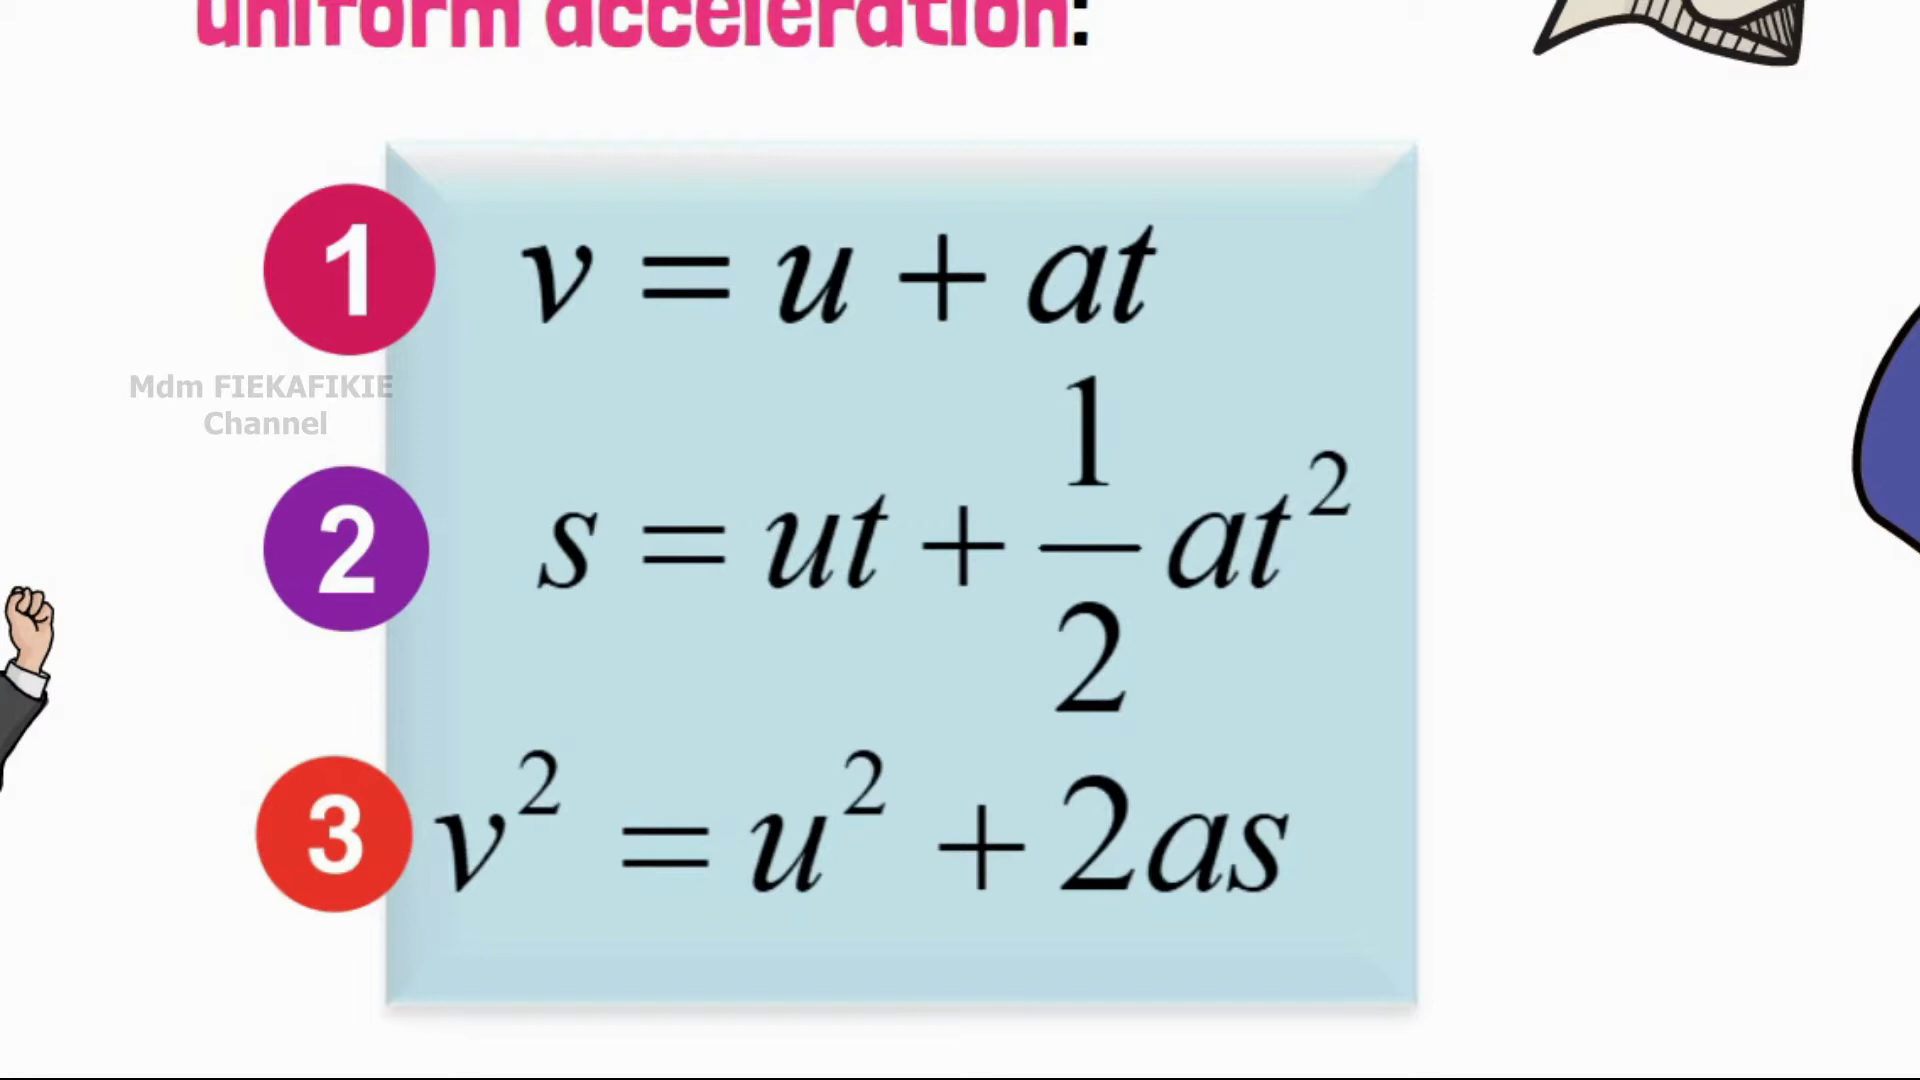 uniform acceleration:
1 v = u + at
Mdm FIEKAFIKIE
Channel
2 s = ut + 1/2 at²
3 v² = u² + 2as